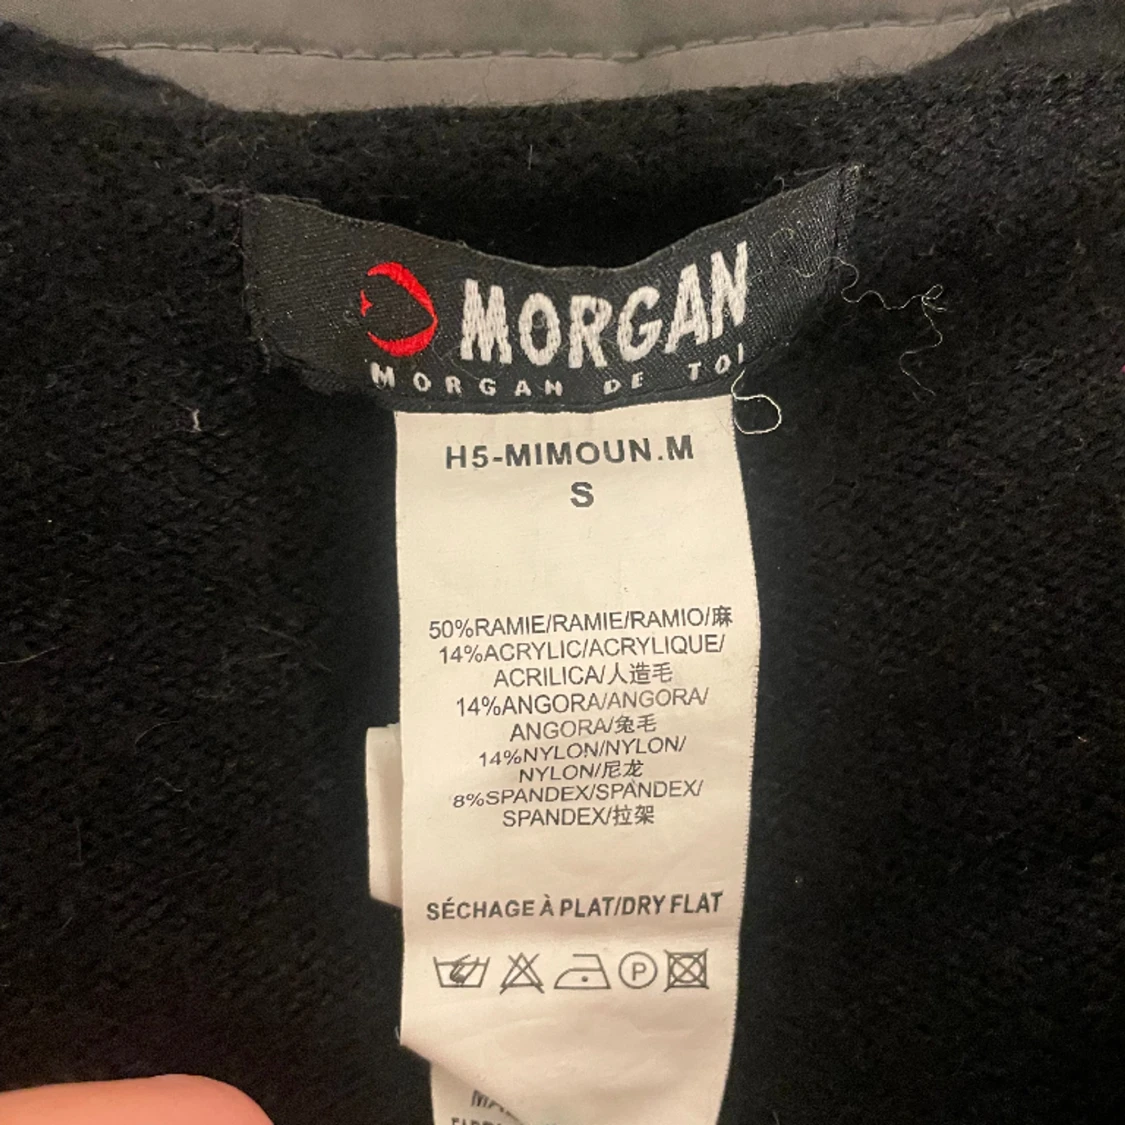 MORGAN
MORGAN DE TOI
H5-MIMOUN.M
S
50%RAMIE/RAMIE/RAMIO/麻
14%ACRYLIC/ACRYLIQUE/
ACRILICA/人造毛
14%ANGORA/ANGORA/
ANGORA/兔毛
14%NYLON/NYLON/
NYLON/尼龙
8%SPANDEX/SPANDEX/
SPANDEX/拉架
SÉCHAGE À PLAT/DRY FLAT
P